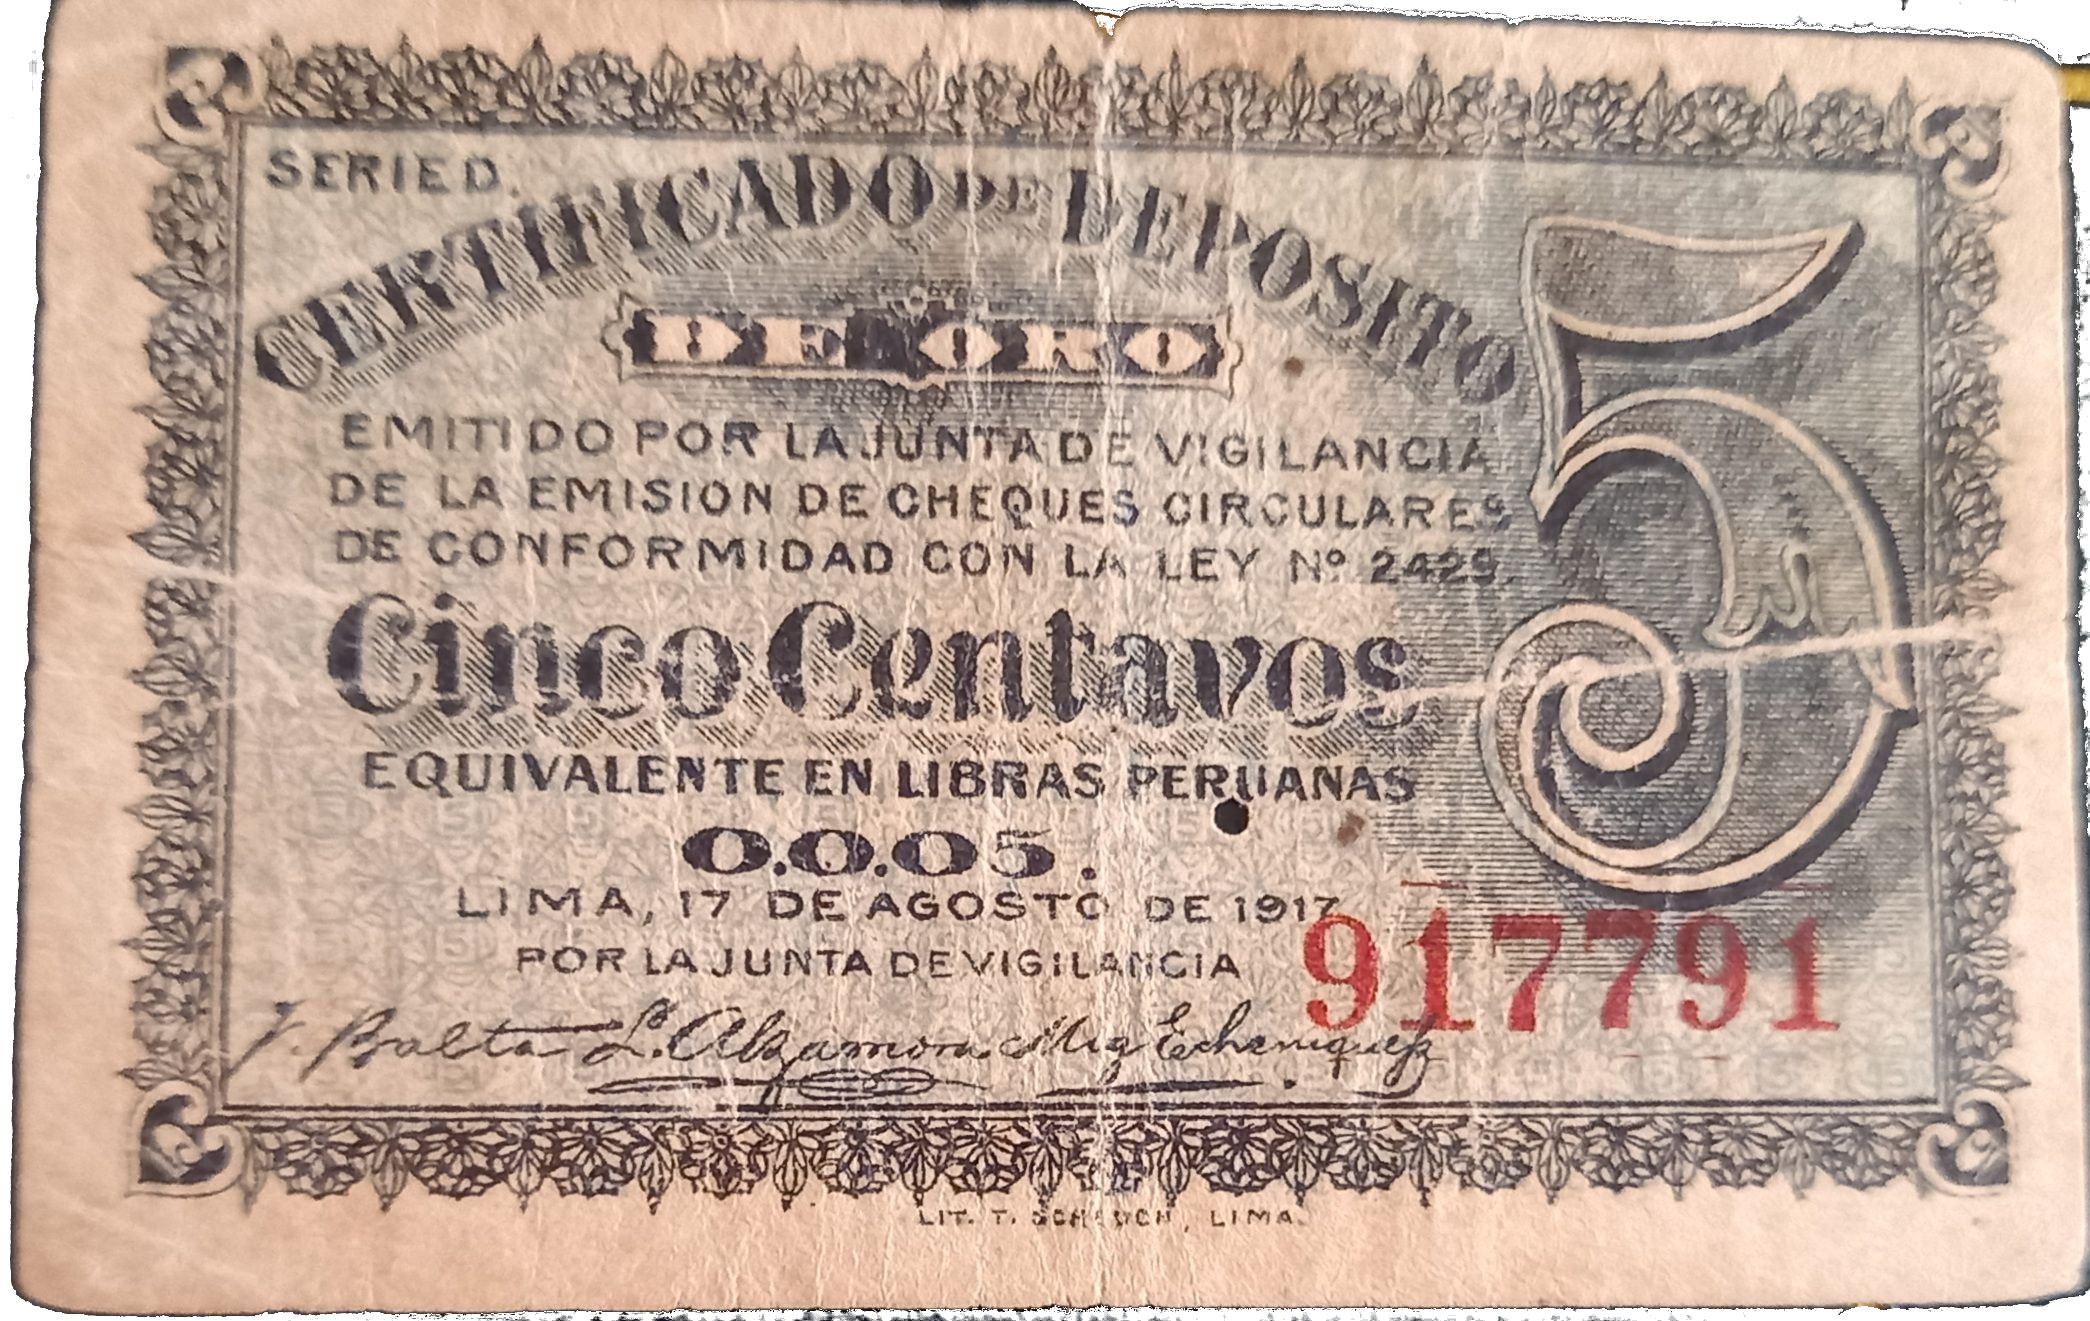 SERIE D.
CERTIFICADO DE DEPOSITO
DE ORO
EMITIDO POR LA JUNTA DE VIGILANCIA
DE LA EMISION DE CHEQUES CIRCULARES
DE CONFORMIDAD CON LA LEY Nº 2429.
5
Cinco Centavos
EQUIVALENTE EN LIBRAS PERUANAS
0.0.05.
LIMA, 17 DE AGOSTO DE 1917
POR LA JUNTA DE VIGILANCIA
917791
J. Balta L. Alzamora Mig Echenique
LIT. T. SCHEUCH, LIMA.